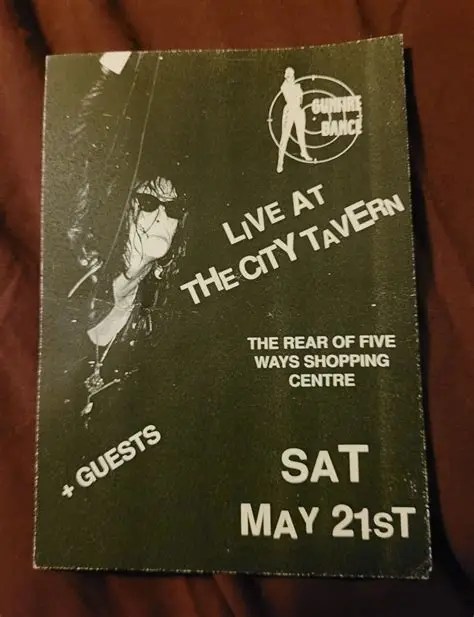 GUNFIRE
DANCE
LIVE AT
THE CITY TAVERN
THE REAR OF FIVE
WAYS SHOPPING
CENTRE
+ GUESTS
SAT
MAY 21ST